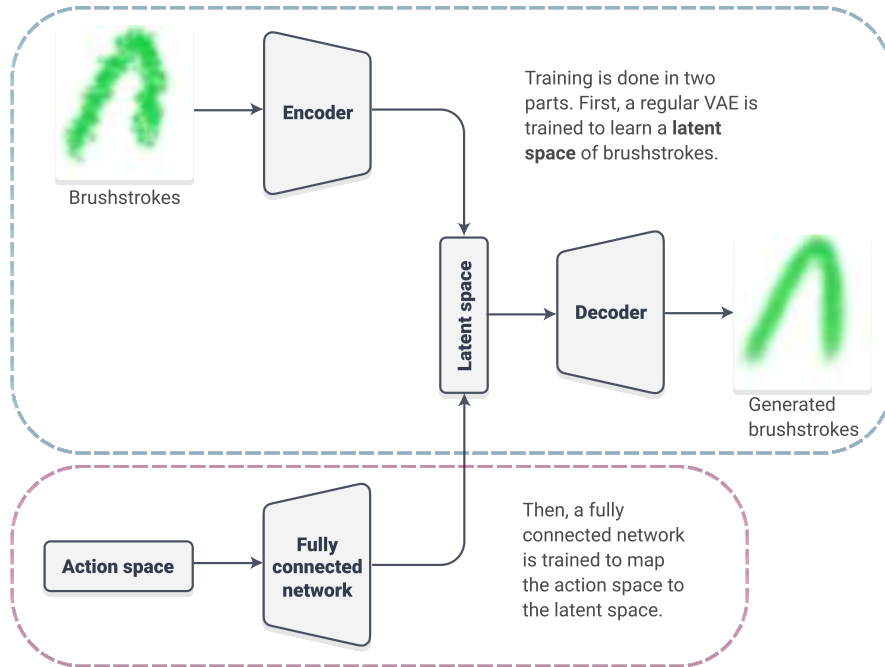 Brushstrokes
Encoder
Training is done in two
parts. First, a regular VAE is
trained to learn a latent
space of brushstrokes.
Latent space
Decoder
Generated
brushstrokes
Action space
Fully
connected
network
Then, a fully
connected network
is trained to map
the action space to
the latent space.